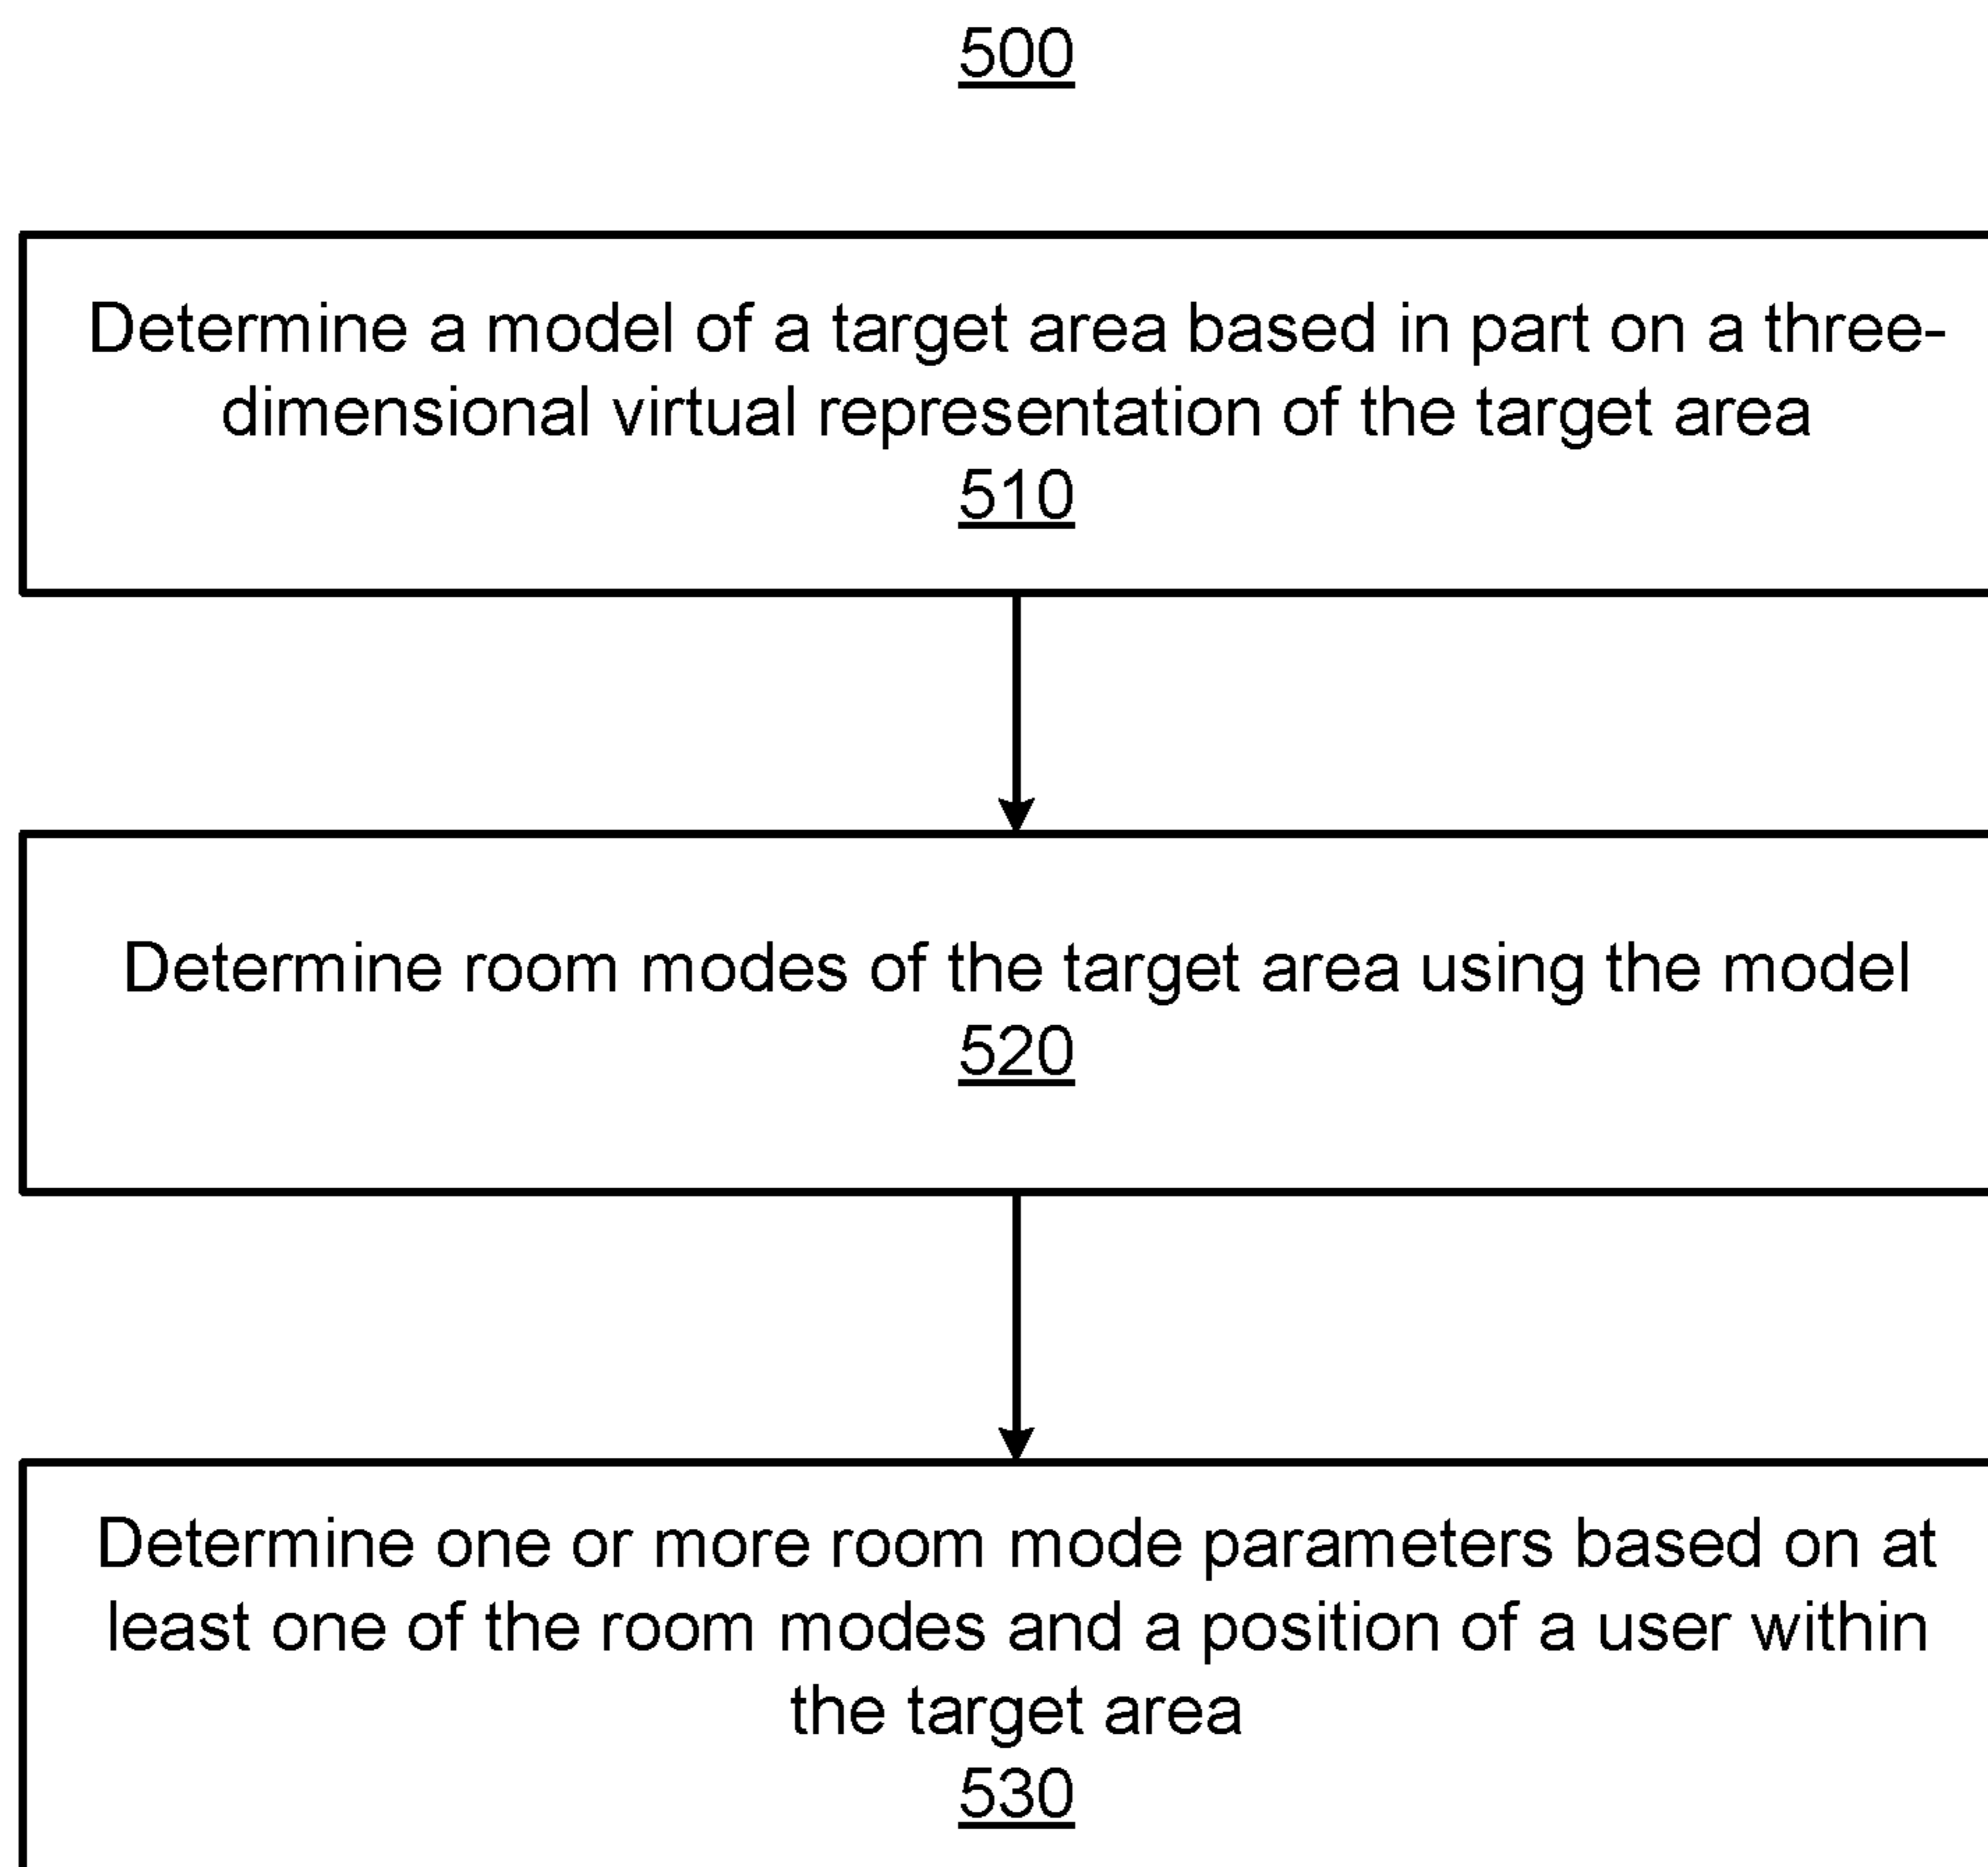 500
Determine a model of a target area based in part on a three-
dimensional virtual representation of the target area
510
Determine room modes of the target area using the model
520
Determine one or more room mode parameters based on at
least one of the room modes and a position of a user within
the target area
530